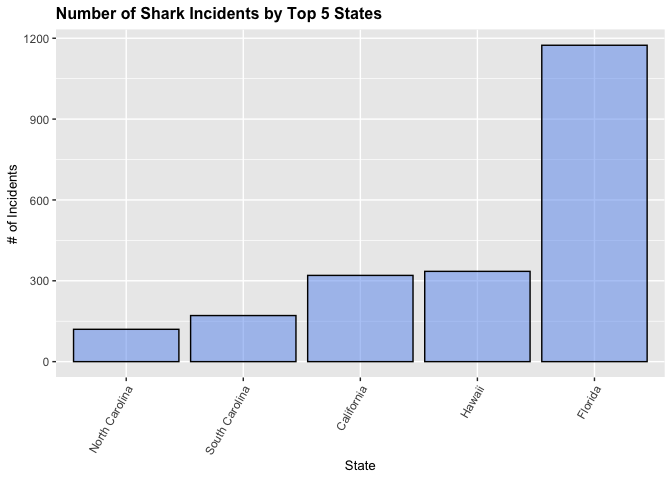 Number of Shark Incidents by Top 5 States
# of Incidents
1200
900
600
300
0
North Carolina
South Carolina
California
Hawaii
Florida
State